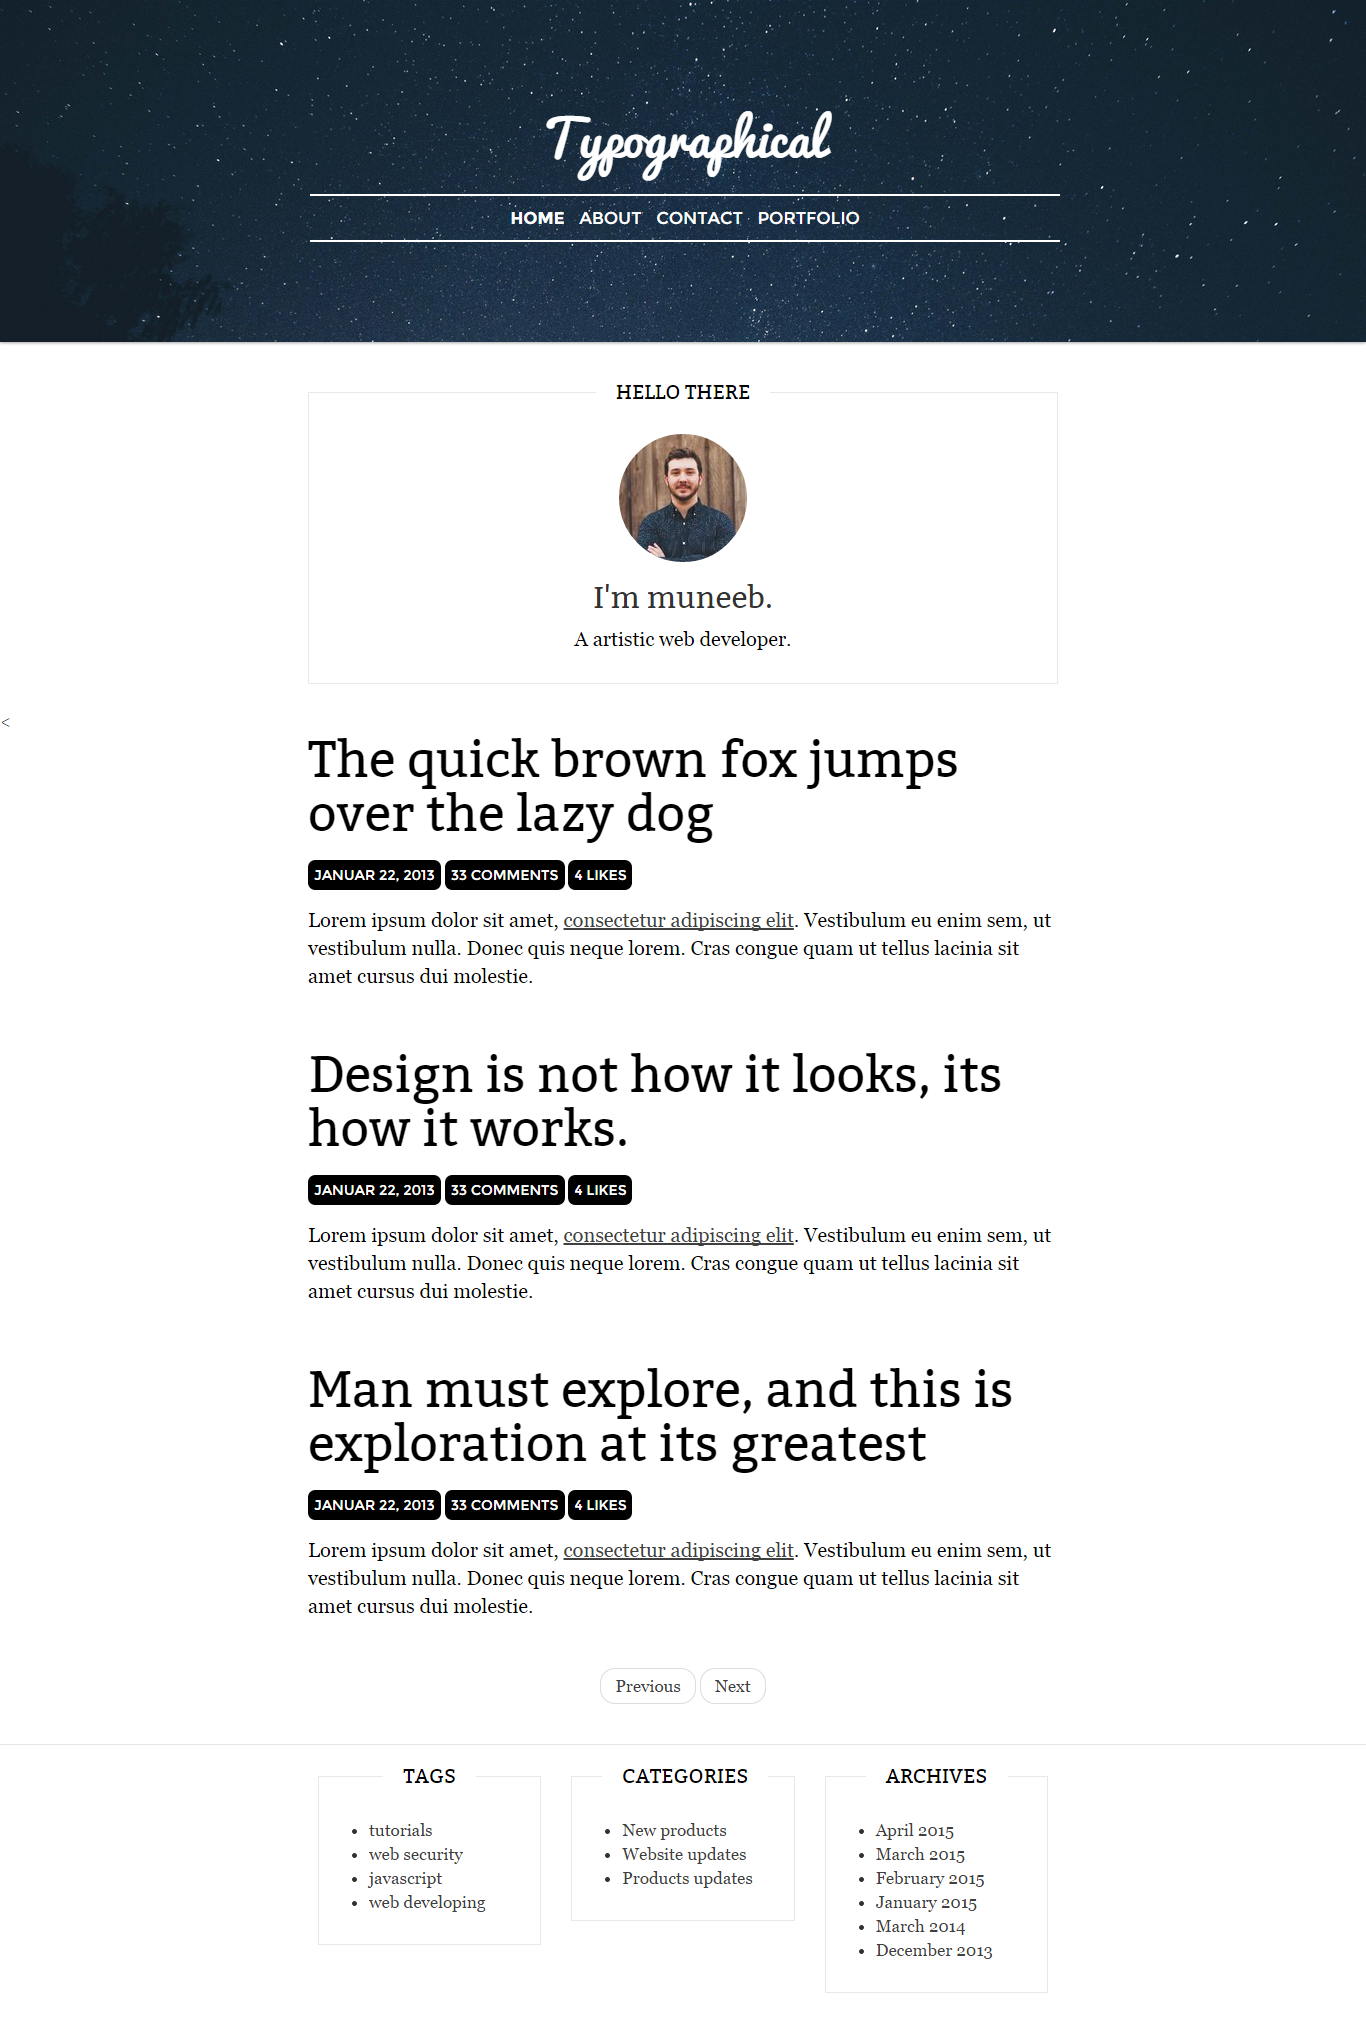 Typographical
HOME ABOUT CONTACT PORTFOLIO
HELLO THERE
I'm muneeb.
A artistic web developer.
<
The quick brown fox jumps
over the lazy dog
JANUAR 22, 2013 33 COMMENTS 4 LIKES
Lorem ipsum dolor sit amet, consectetur adipiscing elit. Vestibulum eu enim sem, ut
vestibulum nulla. Donec quis neque lorem. Cras congue quam ut tellus lacinia sit
amet cursus dui molestie.
Design is not how it looks, its
how it works.
JANUAR 22, 2013 33 COMMENTS 4 LIKES
Lorem ipsum dolor sit amet, consectetur adipiscing elit. Vestibulum eu enim sem, ut
vestibulum nulla. Donec quis neque lorem. Cras congue quam ut tellus lacinia sit
amet cursus dui molestie.
Man must explore, and this is
exploration at its greatest
JANUAR 22, 2013 33 COMMENTS 4 LIKES
Lorem ipsum dolor sit amet, consectetur adipiscing elit. Vestibulum eu enim sem, ut
vestibulum nulla. Donec quis neque lorem. Cras congue quam ut tellus lacinia sit
amet cursus dui molestie.
Previous Next
TAGS
• tutorials
• web security
• javascript
• web developing
CATEGORIES
• New products
• Website updates
• Products updates
ARCHIVES
• April 2015
• March 2015
• February 2015
• January 2015
• March 2014
• December 2013